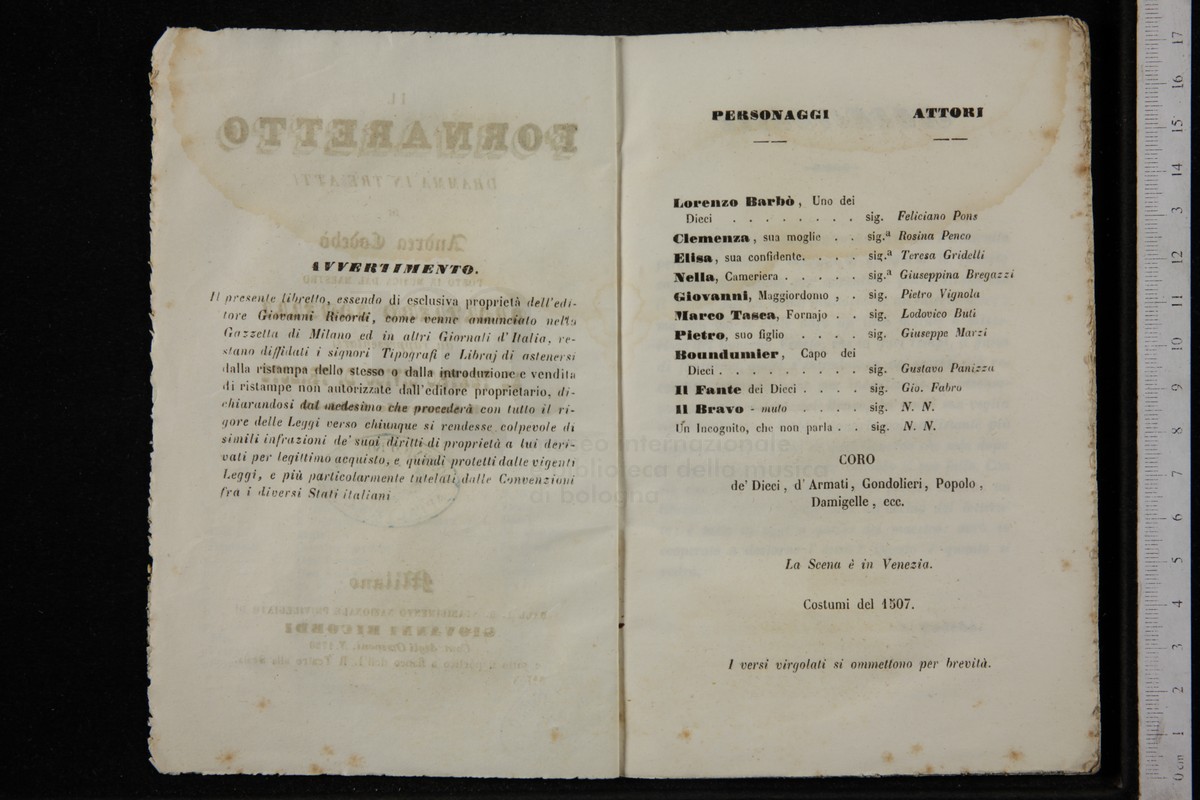 AVVERTIMENTO.
Il presente libretto, essendo di esclusiva proprietà dell'edi-
tore Giovanni Ricordi, come venne annunciato nella
Gazzetta di Milano ed in altri Giornali d'Italia, re-
stano diffidati i signori Tipografi e Libraj di astenersi
dalla ristampa dello stesso o dalla introduzione e vendita
di ristampe non autorizzate dall'editore proprietario, di-
chiarandosi dal medesimo che procederà con tutto il ri-
gore delle Leggi verso chiunque si rendesse colpevole di
simili infrazioni de' suoi diritti di proprietà a lui deri-
vati per legittimo acquisto, e quindi protetti dalle vigenti
Leggi, e più particolarmente tutelati dalle Convenzioni
fra i diversi Stati italiani
PERSONAGGI ATTORI
Lorenzo Barbò, Uno dei
Dieci . . . . . . . . sig. Feliciano Pons
Clemenza, sua moglie . . sig.ª Rosina Penco
Elisa, sua confidente. . . . sig.ª Teresa Gridelli
Nella, Cameriera . . . . . sig.ª Giuseppina Bregazzi
Giovanni, Maggiordomo , . sig. Pietro Vignola
Marco Tasca, Fornajo . . sig. Lodovico Buti
Pietro, suo figlio . . . . sig. Giuseppe Marzi
Boundumier, Capo dei
Dieci . . . . . . . . . sig. Gustavo Panizza
Il Fante dei Dieci . . . . sig. Gio. Fabro
Il Bravo - muto . . . . sig. N. N.
Un Incognito, che non parla . . sig. N. N.
CORO
de' Dieci, d' Armati, Gondolieri, Popolo,
Damigelle, ecc.
La Scena è in Venezia.
Costumi del 1507.
I versi virgolati si ommettono per brevità.
museo internazionale
e biblioteca della musica
di bologna